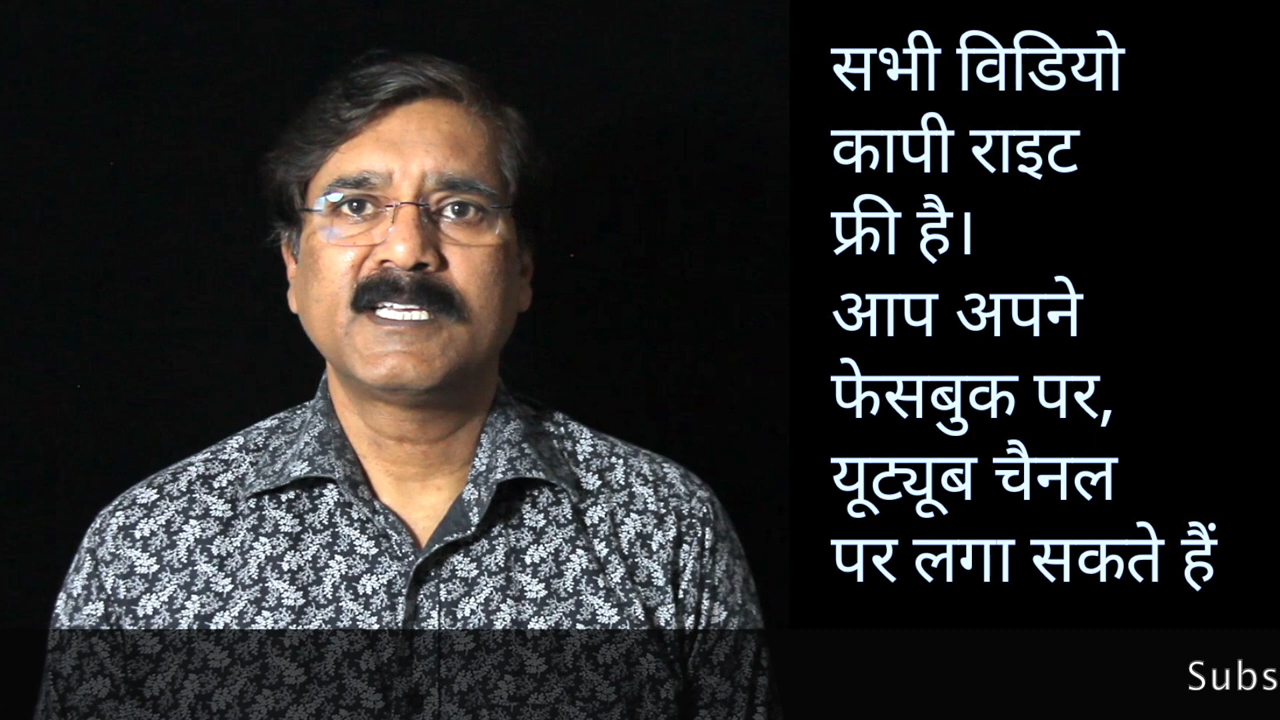 सभी विडियो
कापी राइट
फ्री है।
आप अपने
फेसबुक पर,
यूट्यूब चैनल
पर लगा सकते हैं
Subs